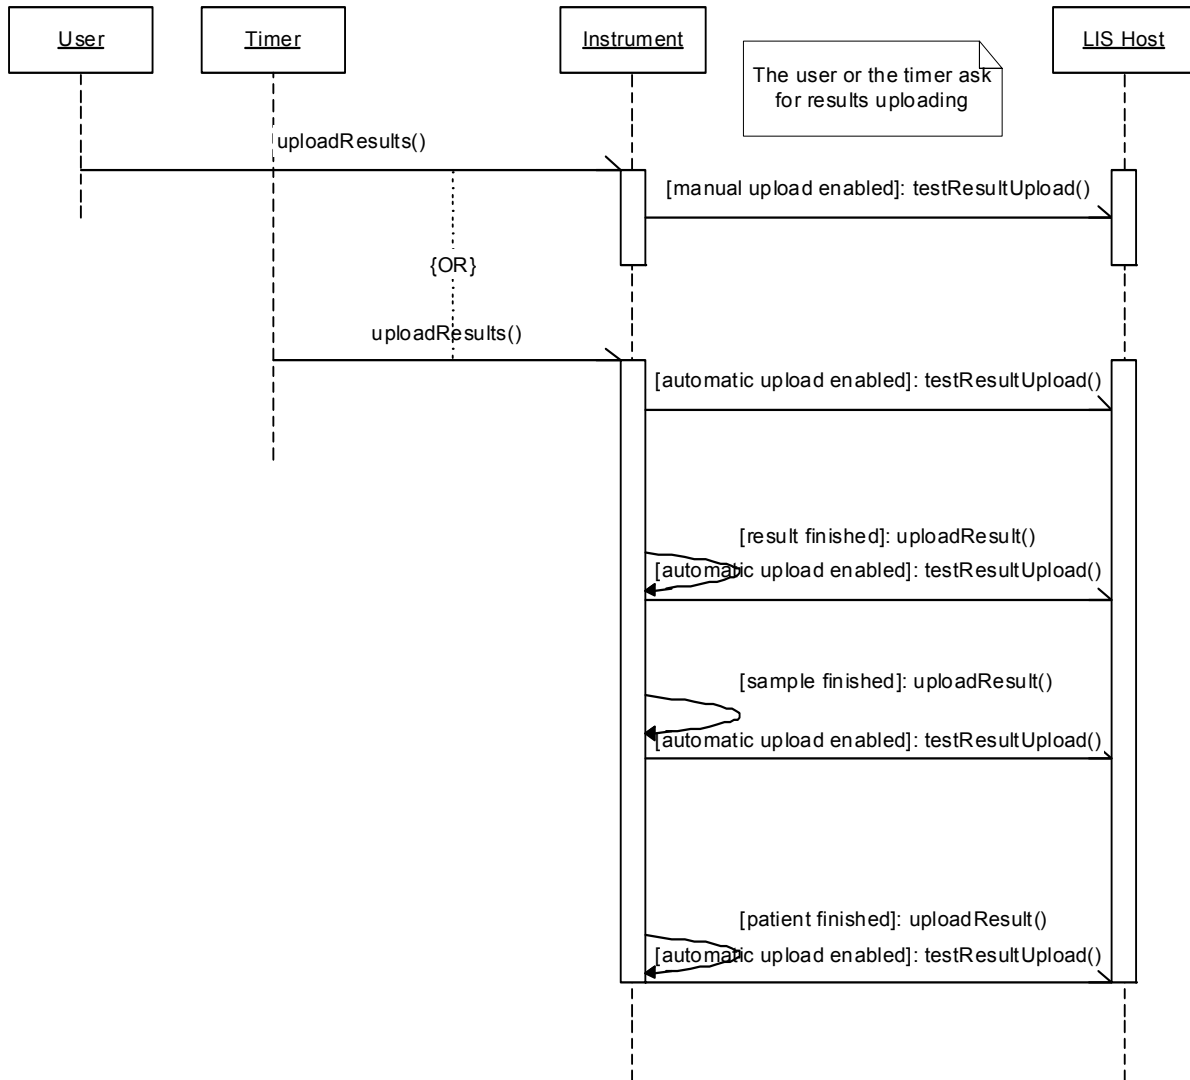 User
Timer
Instrument
LIS Host
The user or the timer ask
for results uploading
uploadResults()
[manual upload enabled]: testResultUpload()
{OR}
uploadResults()
[automatic upload enabled]: testResultUpload()
[result finished]: uploadResult()
[automatic upload enabled]: testResultUpload()
[sample finished]: uploadResult()
[automatic upload enabled]: testResultUpload()
[patient finished]: uploadResult()
[automatic upload enabled]: testResultUpload()